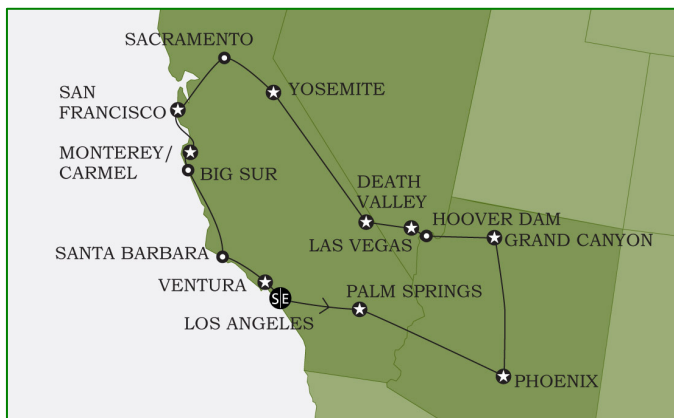 SACRAMENTO
YOSEMITE
SAN
FRANCISCO
MONTEREY/
CARMEL
BIG SUR
DEATH
VALLEY
HOOVER DAM
LAS VEGAS
GRAND CANYON
SANTA BARBARA
VENTURA
PALM SPRINGS
S|E
LOS ANGELES
PHOENIX